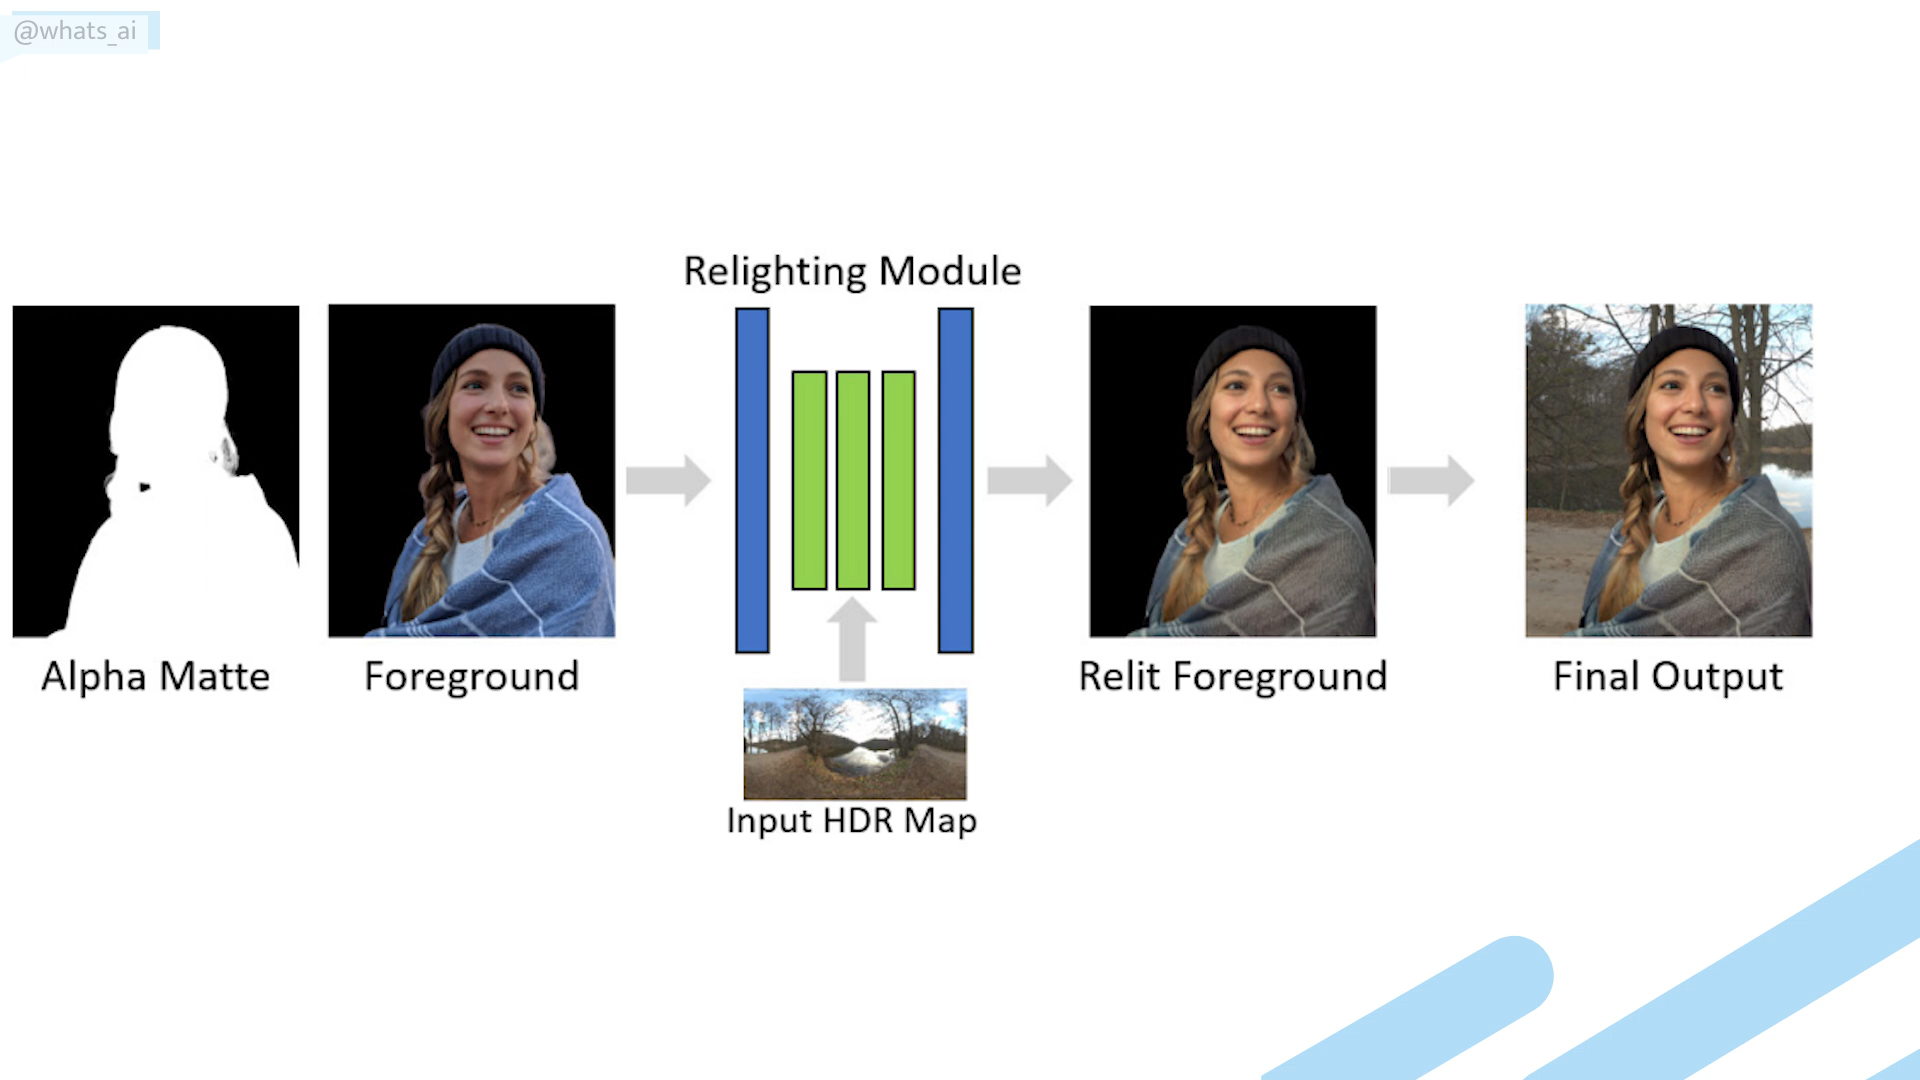 @whats_ai
Relighting Module
Alpha Matte
Foreground
Relit Foreground
Final Output
Input HDR Map